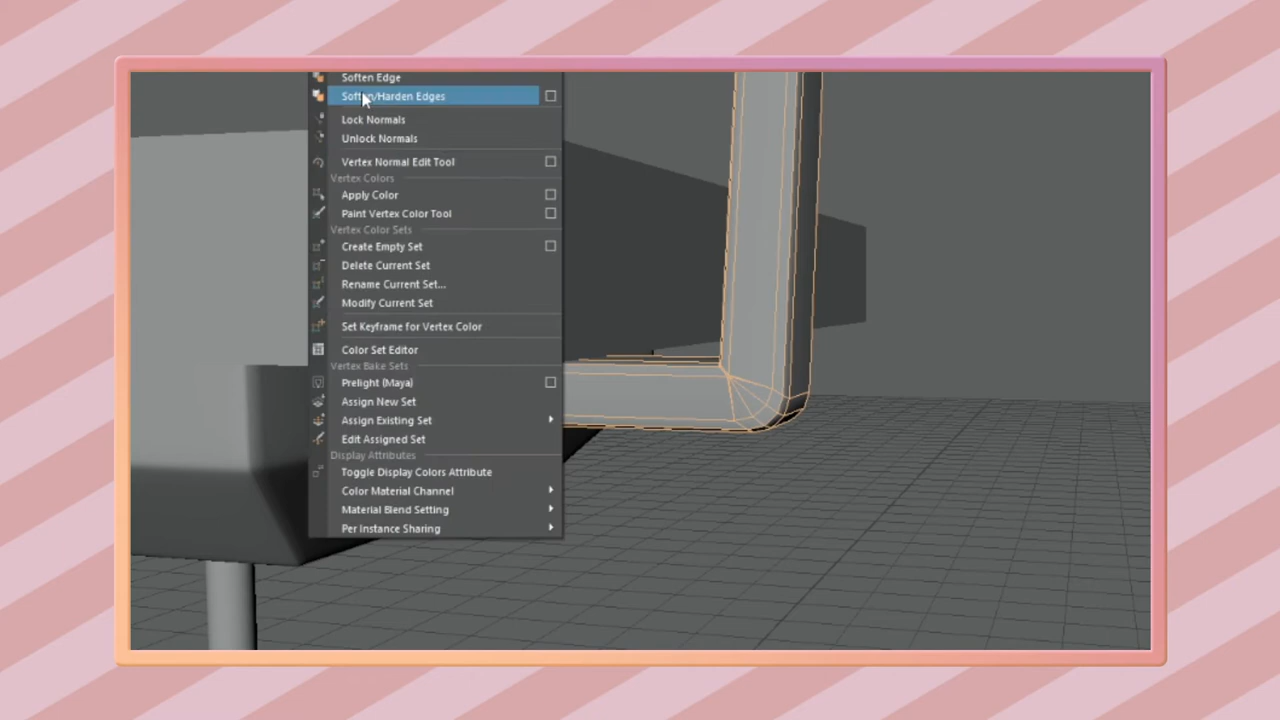 Soften Edge
Soften/Harden Edges
Lock Normals
Unlock Normals
Vertex Normal Edit Tool
Vertex Colors
Apply Color
Paint Vertex Color Tool
Vertex Color Sets
Create Empty Set
Delete Current Set
Rename Current Set...
Modify Current Set
Set Keyframe for Vertex Color
Color Set Editor
Vertex Bake Sets
Prelight (Maya)
Assign New Set
Assign Existing Set
Edit Assigned Set
Display Attributes
Toggle Display Colors Attribute
Color Material Channel
Material Blend Setting
Per Instance Sharing